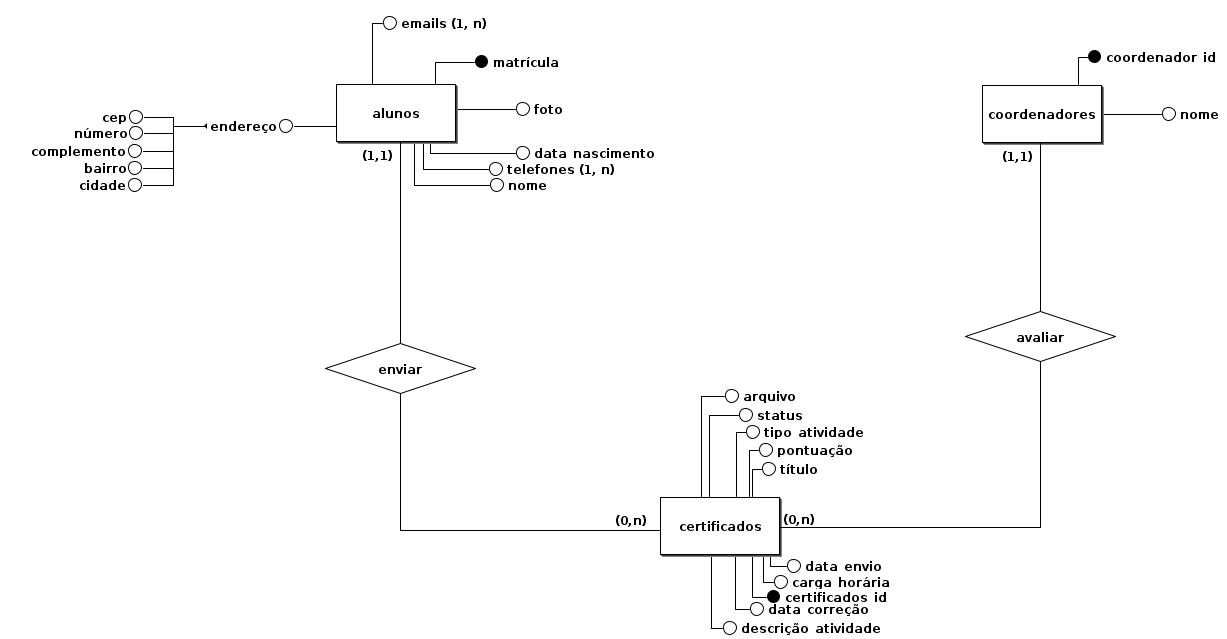 emails (1, n)
matrícula
foto
alunos
cep
número
complemento
bairro
cidade
endereço
(1,1)
data nascimento
telefones (1, n)
nome
coordenador id
coordenadores
nome
(1,1)
enviar
avaliar
arquivo
status
tipo atividade
pontuação
título
(0,n)
certificados
(0,n)
data envio
carga horária
certificados id
data correção
descrição atividade